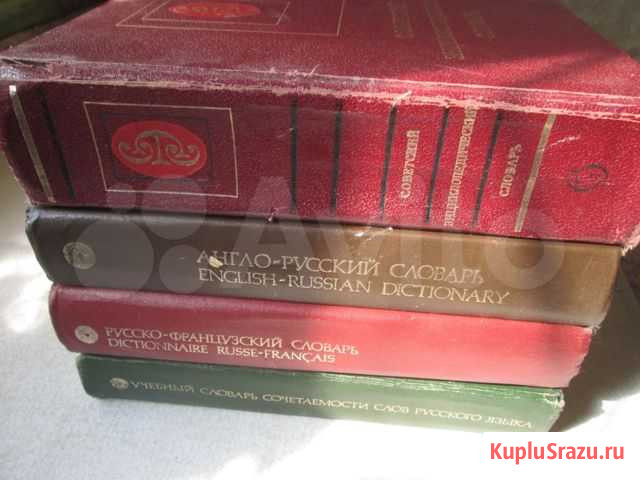 СОВЕТСКИЙ
ЭНЦИКЛОПЕДИЧЕСКИЙ
СЛОВАРЬ
АНГЛО-РУССКИЙ СЛОВАРЬ
ENGLISH-RUSSIAN DICTIONARY
РУССКО-ФРАНЦУЗСКИЙ СЛОВАРЬ
DICTIONNAIRE RUSSE-FRANÇAIS
УЧЕБНЫЙ СЛОВАРЬ СОЧЕТАЕМОСТИ СЛОВ РУССКОГО ЯЗЫКА
Avito
KupluSrazu.ru